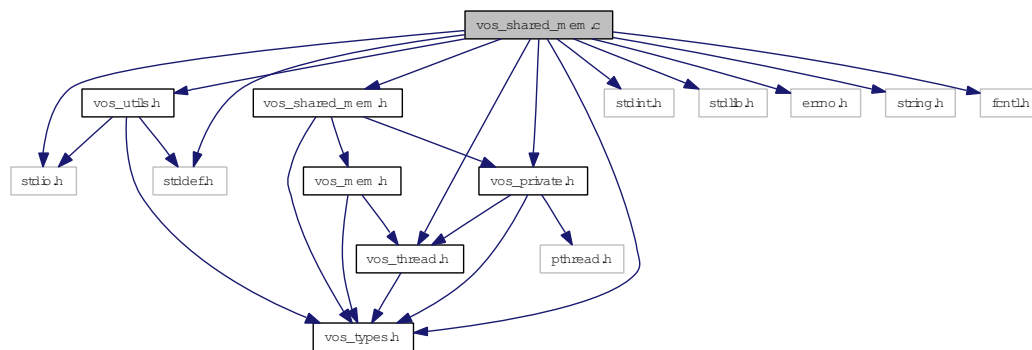 vos_shared_mem.c
vos_utils.h
vos_shared_mem.h
stdint.h
stdlib.h
errno.h
string.h
fcntl.h
stdio.h
stddef.h
vos_mem.h
vos_private.h
vos_thread.h
pthread.h
vos_types.h